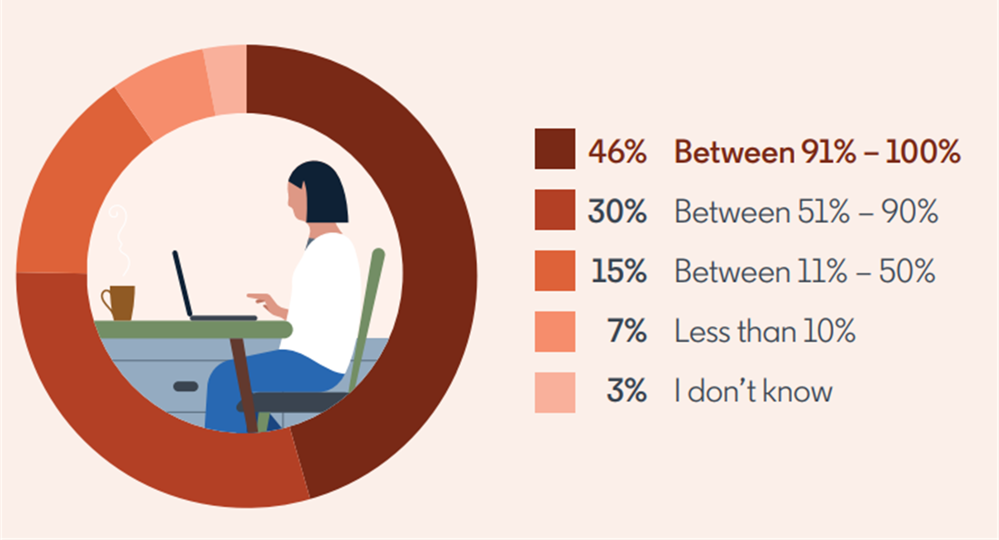 46% Between 91% – 100%
30% Between 51% – 90%
15% Between 11% – 50%
7% Less than 10%
3% I don’t know